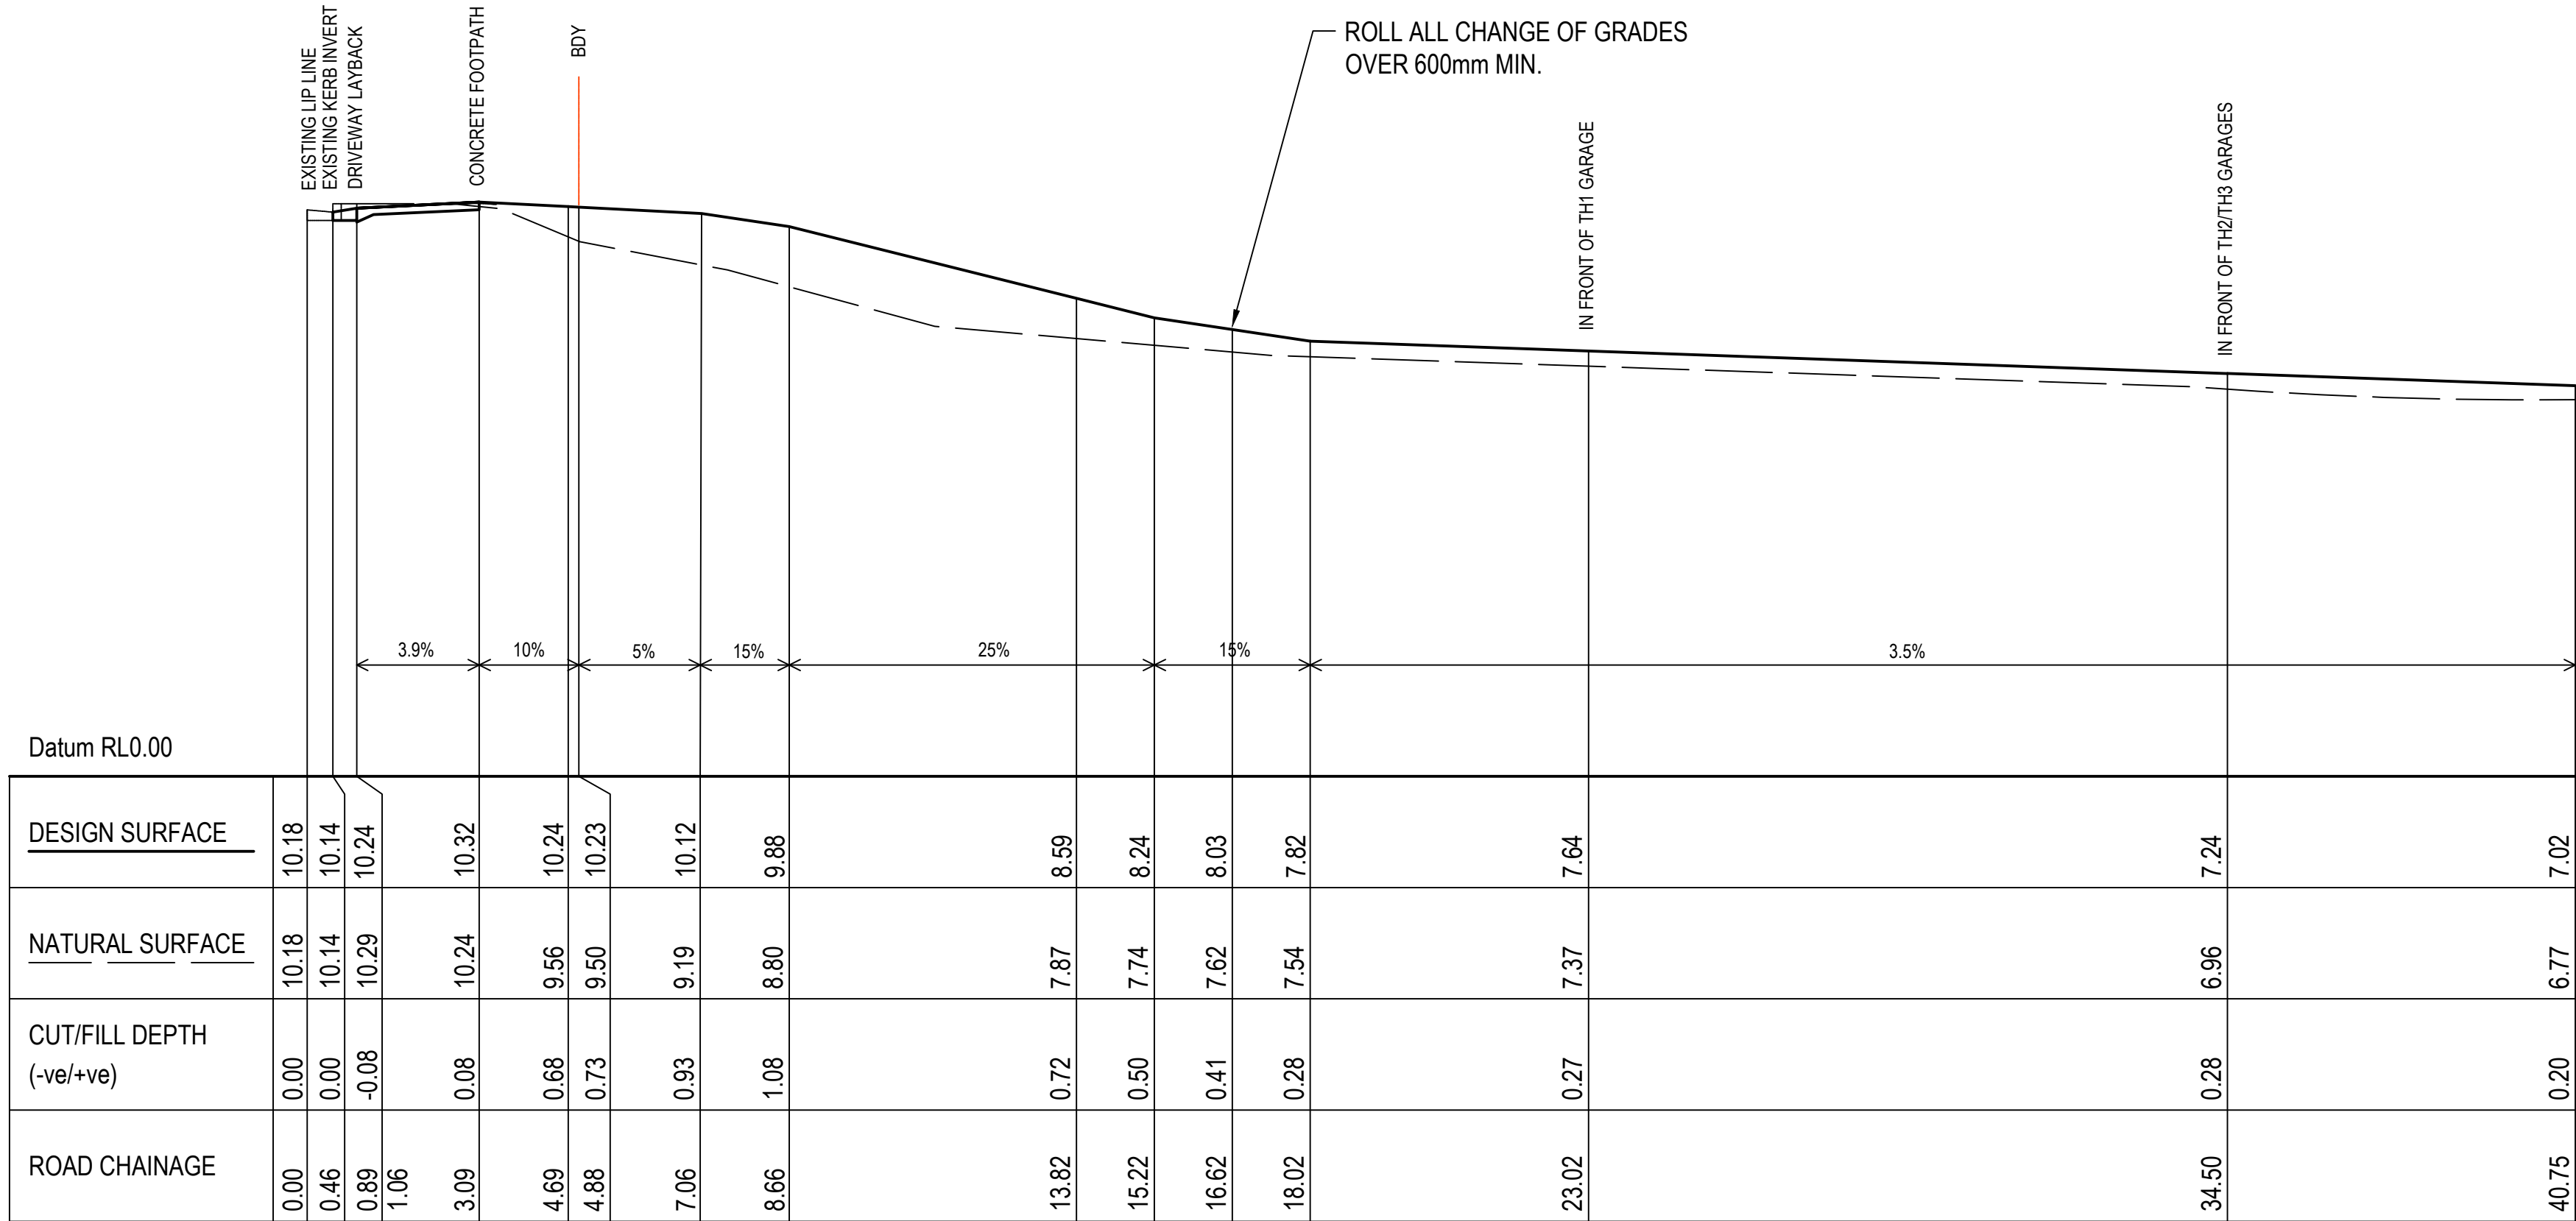 EXISTING LIP LINE
EXISTING KERB INVERT
DRIVEWAY LAYBACK
CONCRETE FOOTPATH
BDY
ROLL ALL CHANGE OF GRADES
OVER 600mm MIN.
IN FRONT OF TH1 GARAGE
IN FRONT OF TH2/TH3 GARAGES
3.9% 10% 5% 15% 25% 15% 3.5%
Datum RL0.00
DESIGN SURFACE 10.18 10.14 10.24 10.32 10.24 10.23 10.12 9.88 8.59 8.24 8.03 7.82 7.64 7.24 7.02
NATURAL SURFACE 10.18 10.14 10.29 10.24 9.56 9.50 9.19 8.80 7.87 7.74 7.62 7.54 7.37 6.96 6.77
CUT/FILL DEPTH
(-ve/+ve) 0.00 0.00 -0.08 0.08 0.68 0.73 0.93 1.08 0.72 0.50 0.41 0.28 0.27 0.28 0.20
ROAD CHAINAGE 0.00 0.46 0.89 1.06 3.09 4.69 4.88 7.06 8.66 13.82 15.22 16.62 18.02 23.02 34.50 40.75